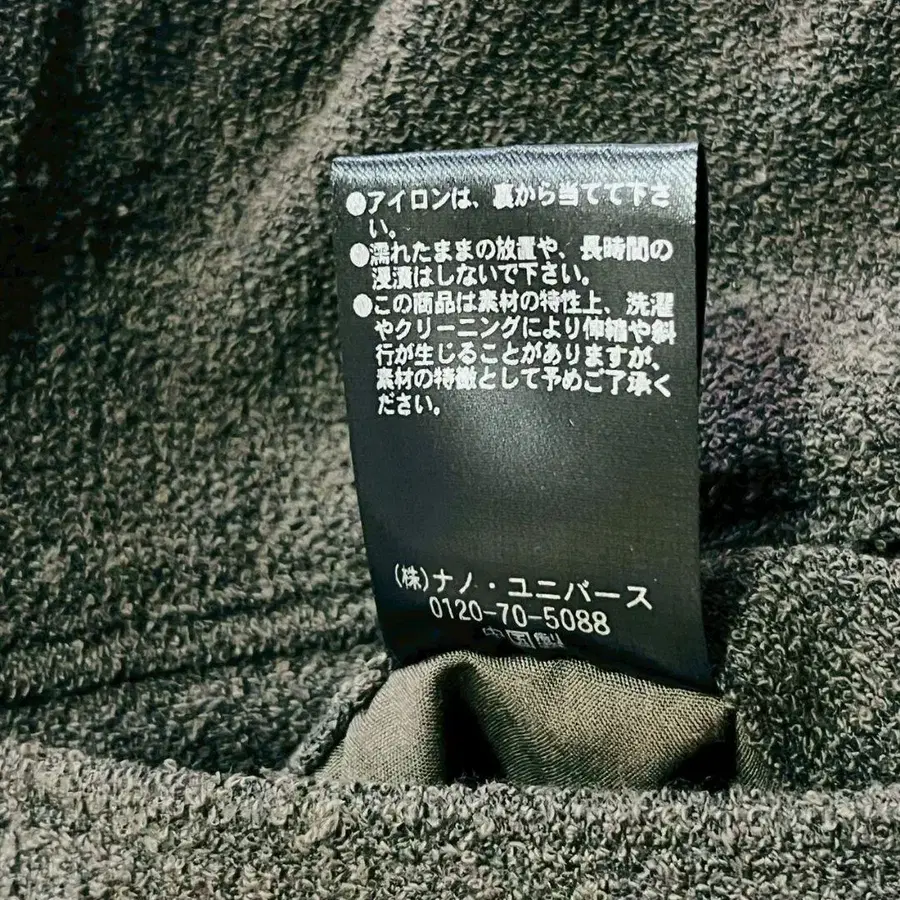 ●アイロンは、裏から当てて下さ
い。
●濡れたままの放置や、長時間の
浸漬はしないで下さい。
●この商品は素材の特性上、洗濯
やクリーニングにより伸縮や斜
行が生じることがありますが、
素材の特徴として予めご了承く
ださい。
(株)ナノ・ユニバース
0120-70-5088
中国製